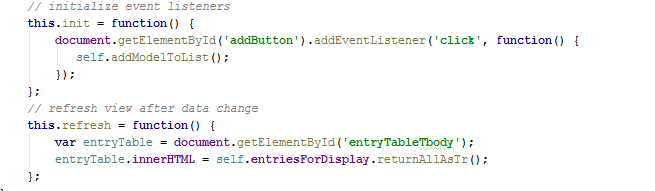 // initialize event listeners
this.init = function() {
    document.getElementById('addButton').addEventListener('click', function() {
        self.addModelToList();
    });
};
// refresh view after data change
this.refresh = function() {
    var entryTable = document.getElementById('entryTableTbody');
    entryTable.innerHTML = self.entriesForDisplay.returnAllAsTr();
};